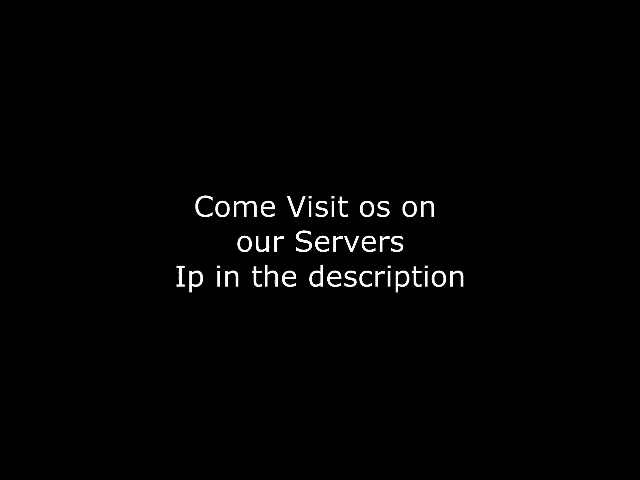 Come Visit os on
our Servers
Ip in the description